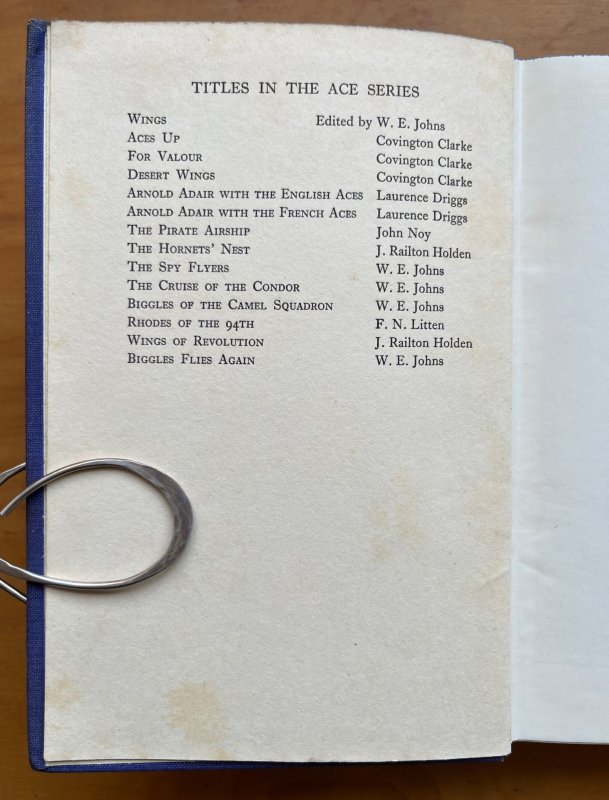 TITLES IN THE ACE SERIES
WINGS Edited by W. E. Johns
ACES UP Covington Clarke
FOR VALOUR Covington Clarke
DESERT WINGS Covington Clarke
ARNOLD ADAIR WITH THE ENGLISH ACES Laurence Driggs
ARNOLD ADAIR WITH THE FRENCH ACES Laurence Driggs
THE PIRATE AIRSHIP John Noy
THE HORNETS' NEST J. Railton Holden
THE SPY FLYERS W. E. Johns
THE CRUISE OF THE CONDOR W. E. Johns
BIGGLES OF THE CAMEL SQUADRON W. E. Johns
RHODES OF THE 94TH F. N. Litten
WINGS OF REVOLUTION J. Railton Holden
BIGGLES FLIES AGAIN W. E. Johns